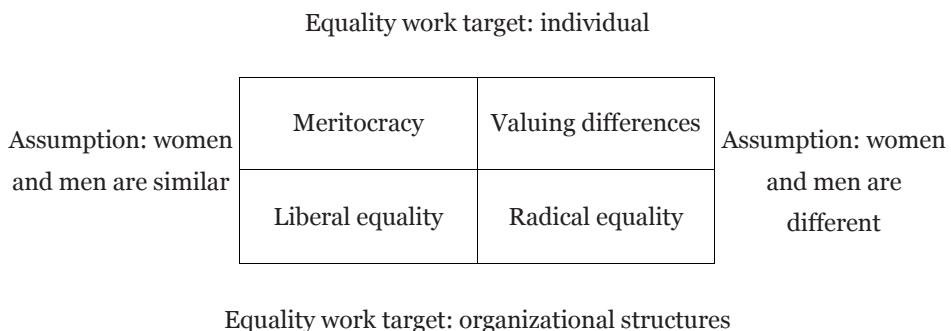 Equality work target: individual
Meritocracy
Valuing differences
Assumption: women
and men are similar
Assumption: women
and men are
different
Liberal equality
Radical equality
Equality work target: organizational structures